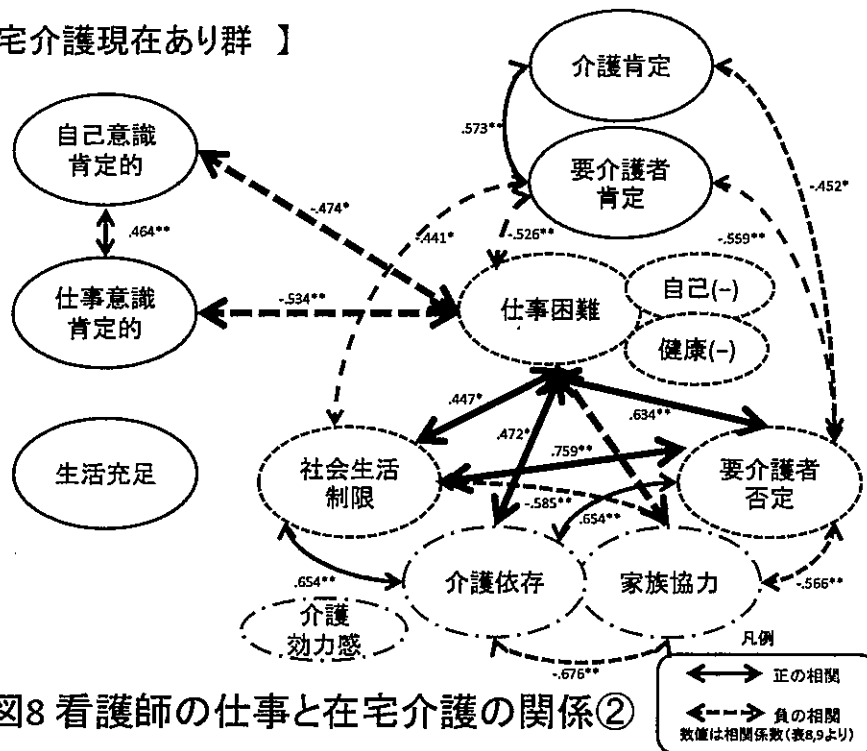 宅介護現在あり群 】
介護肯定
.573**
要介護者
肯定
-.452*
-.559**
自己意識
肯定的
.464**
仕事意識
肯定的
-.474*
-.534**
-.441*
-.526**
仕事困難
自己(−)
健康(−)
.447*
.472*
.634**
.759**
生活充足
社会生活
制限
要介護者
否定
-.585**
.654**
.654**
介護依存
家族協力
-.566**
介護
効力感
-.676**
凡例
正の相関
負の相関
数値は相関係数(表8,9より)
図8 看護師の仕事と在宅介護の関係②